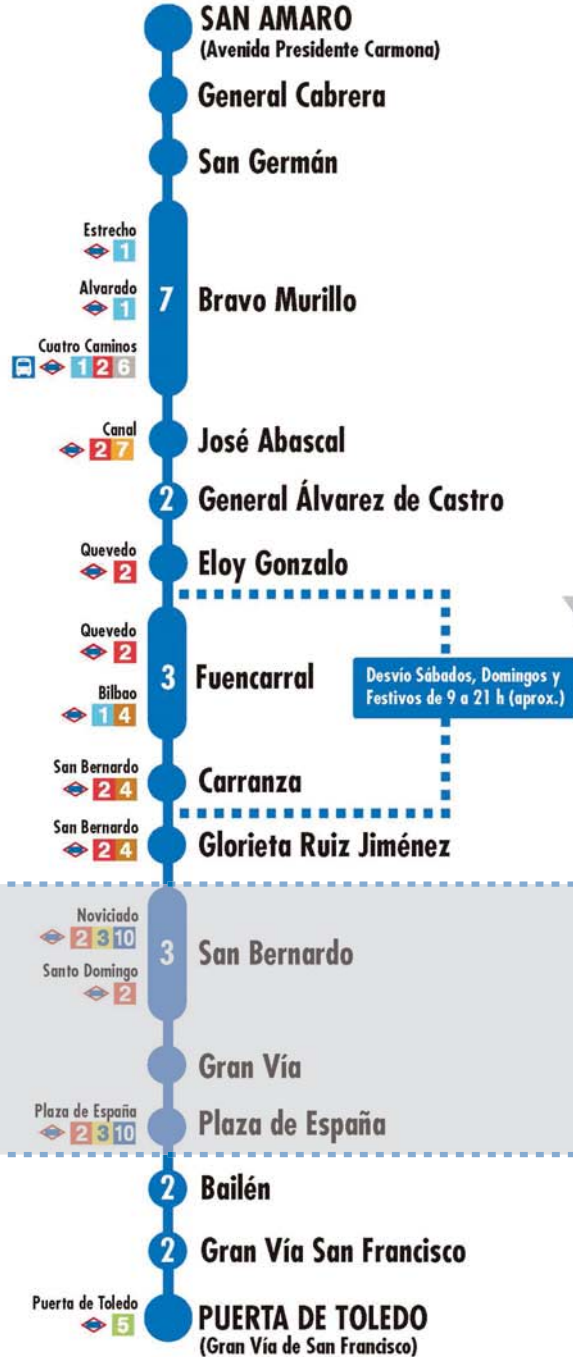 SAN AMARO
(Avenida Presidente Carmona)
General Cabrera
San Germán
Estrecho
1
Alvarado
1
7
Bravo Murillo
Cuatro Caminos
1 2 6
Canal
2 7
José Abascal
2
General Álvarez de Castro
Quevedo
2
Eloy Gonzalo
Quevedo
2
3
Fuencarral
Desvío Sábados, Domingos y
Festivos de 9 a 21 h (aprox.)
Bilbao
1 4
San Bernardo
2 4
Carranza
San Bernardo
2 4
Glorieta Ruiz Jiménez
Noviciado
2 3 10
3
San Bernardo
Santo Domingo
2
Gran Vía
Plaza de España
2 3 10
Plaza de España
2
Bailén
2
Gran Vía San Francisco
Puerta de Toledo
5
PUERTA DE TOLEDO
(Gran Vía de San Francisco)